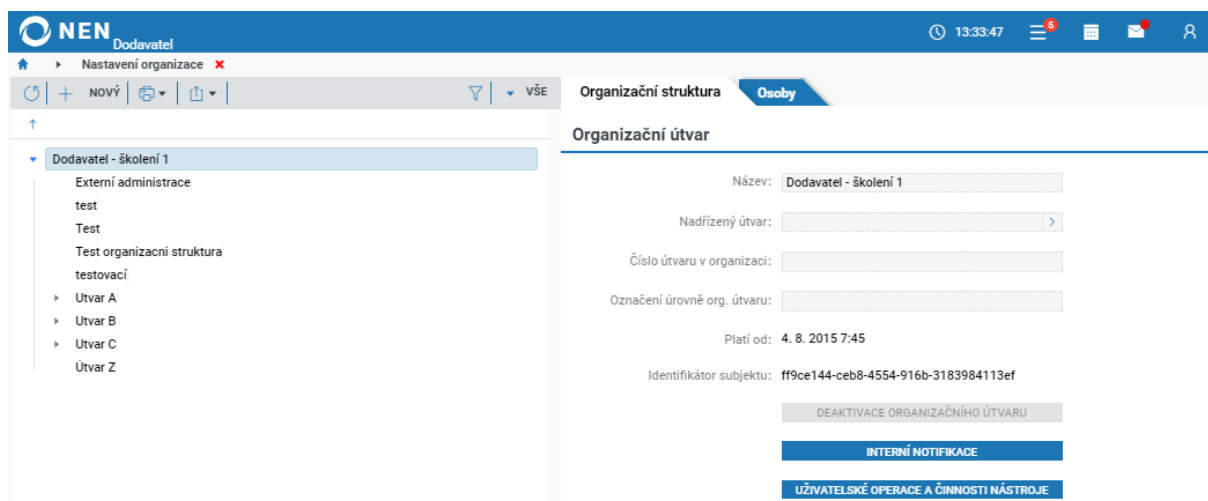 NEN
Dodavatel
13:33:47
5
Nastavení organizace
NOVÝ
VŠE
Organizační struktura
Osoby
Organizační útvar
Dodavatel - školení 1
Externí administrace
test
Test
Test organizacni struktura
testovací
Utvar A
Utvar B
Utvar C
Útvar Z
Název: Dodavatel - školení 1
Nadřízený útvar:
Číslo útvaru v organizaci:
Označení úrovně org. útvaru:
Platí od: 4. 8. 2015 7:45
Identifikátor subjektu: ff9ce144-ceb8-4554-916b-3183984113ef
DEAKTIVACE ORGANIZAČNÍHO ÚTVARU
INTERNÍ NOTIFIKACE
UŽIVATELSKÉ OPERACE A ČINNOSTI NÁSTROJE